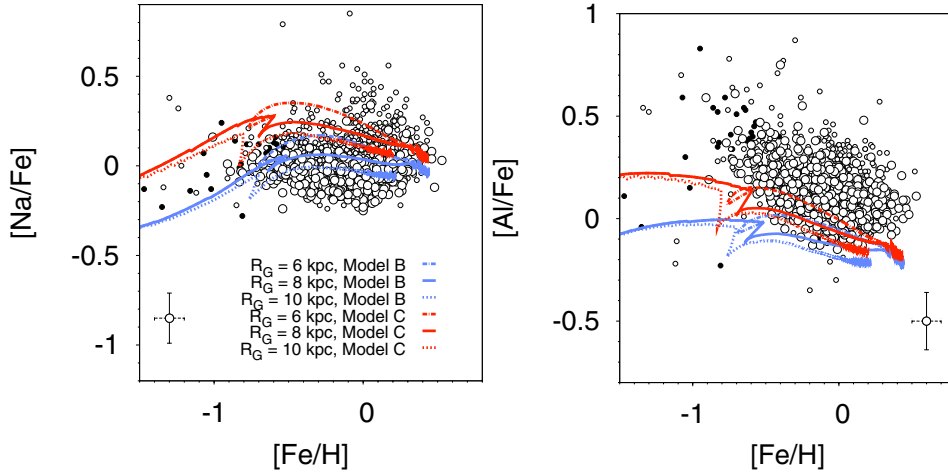 0.5
0
-0.5
-1
[Na/Fe]
R_G = 6 kpc, Model B
R_G = 8 kpc, Model B
R_G = 10 kpc, Model B
R_G = 6 kpc, Model C
R_G = 8 kpc, Model C
R_G = 10 kpc, Model C
-1 0
[Fe/H]
1
0.5
0
-0.5
[Al/Fe]
-1 0
[Fe/H]